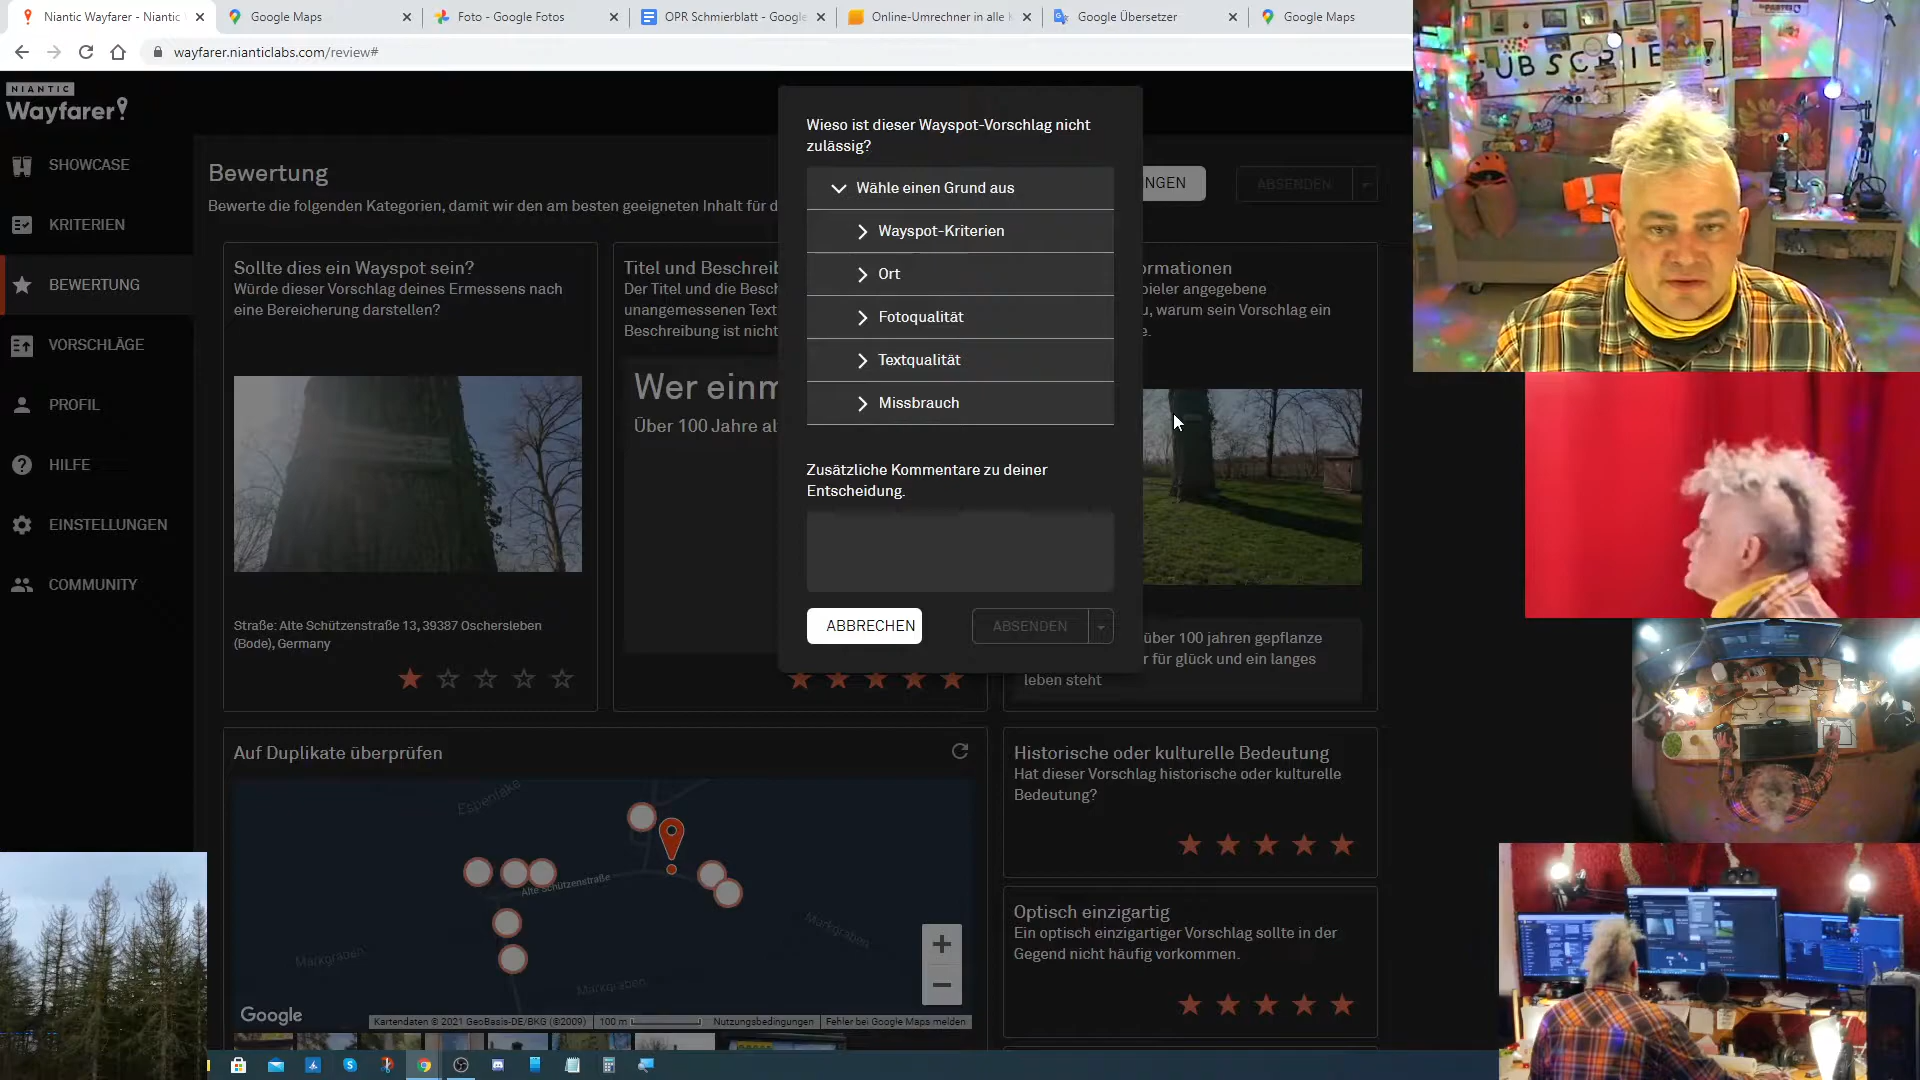 Niantic Wayfarer - Niantic
Google Maps
Foto - Google Fotos
OPR Schmierblatt - Google
Online-Umrechner in alle
Google Übersetzer
Google Maps
wayfarer.nianticlabs.com/review#
NIANTIC
Wayfarer
SHOWCASE
KRITERIEN
BEWERTUNG
VORSCHLÄGE
PROFIL
HILFE
EINSTELLUNGEN
COMMUNITY
Bewertung
Bewerte die folgenden Kategorien, damit wir den am besten geeigneten Inhalt für d
NGEN
ABSENDEN
Sollte dies ein Wayspot sein?
Würde dieser Vorschlag deines Ermessens nach
eine Bereicherung darstellen?
Straße: Alte Schützenstraße 13, 39387 Oschersleben
(Bode), Germany
Titel und Beschreib
Der Titel und die Besch
unangemessenen Text
Beschreibung ist nicht
Wer einm
Über 100 Jahre al
Wieso ist dieser Wayspot-Vorschlag nicht
zulässig?
Wähle einen Grund aus
Wayspot-Kriterien
Ort
Fotoqualität
Textqualität
Missbrauch
Zusätzliche Kommentare zu deiner
Entscheidung.
ABBRECHEN
ABSENDEN
ormationen
pieler angegebene
u, warum sein Vorschlag ein
e.
über 100 jahren gepflanze
r für glück und ein langes
leben steht
Auf Duplikate überprüfen
Espenlake
Alte Schützenstraße
Markgraben
Markgraben
Markgraben
Google
Kartendaten © 2021 GeoBasis-DE/BKG (©2009)
100 m
Nutzungsbedingungen
Fehler bei Google Maps melden
Historische oder kulturelle Bedeutung
Hat dieser Vorschlag historische oder kulturelle
Bedeutung?
Optisch einzigartig
Ein optisch einzigartiger Vorschlag sollte in der
Gegend nicht häufig vorkommen.
UBSCRIE